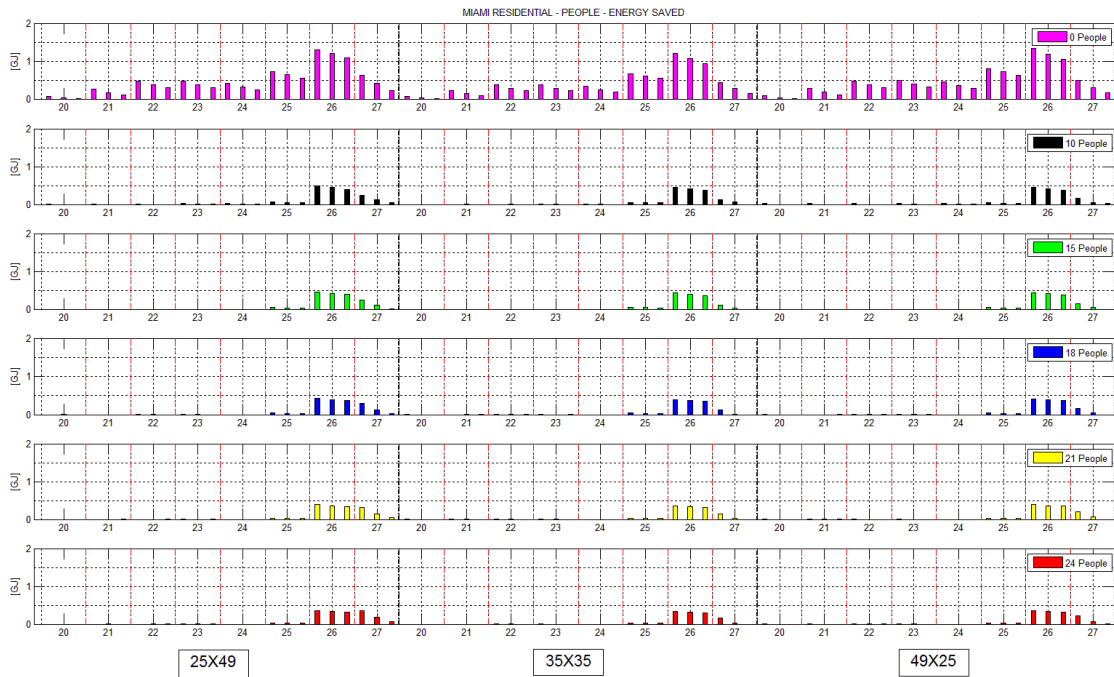 MIAMI RESIDENTIAL - PEOPLE - ENERGY SAVED
2
1
0
[GJ]
0 People
20 21 22 23 24 25 26 27 20 21 22 23 24 25 26 27 20 21 22 23 24 25 26 27
2
1
0
[GJ]
10 People
20 21 22 23 24 25 26 27 20 21 22 23 24 25 26 27 20 21 22 23 24 25 26 27
2
1
0
[GJ]
15 People
20 21 22 23 24 25 26 27 20 21 22 23 24 25 26 27 20 21 22 23 24 25 26 27
2
1
0
[GJ]
18 People
20 21 22 23 24 25 26 27 20 21 22 23 24 25 26 27 20 21 22 23 24 25 26 27
2
1
0
[GJ]
21 People
20 21 22 23 24 25 26 27 20 21 22 23 24 25 26 27 20 21 22 23 24 25 26 27
2
1
0
[GJ]
24 People
20 21 22 23 24 25 26 27 20 21 22 23 24 25 26 27 20 21 22 23 24 25 26 27
25X49 35X35 49X25